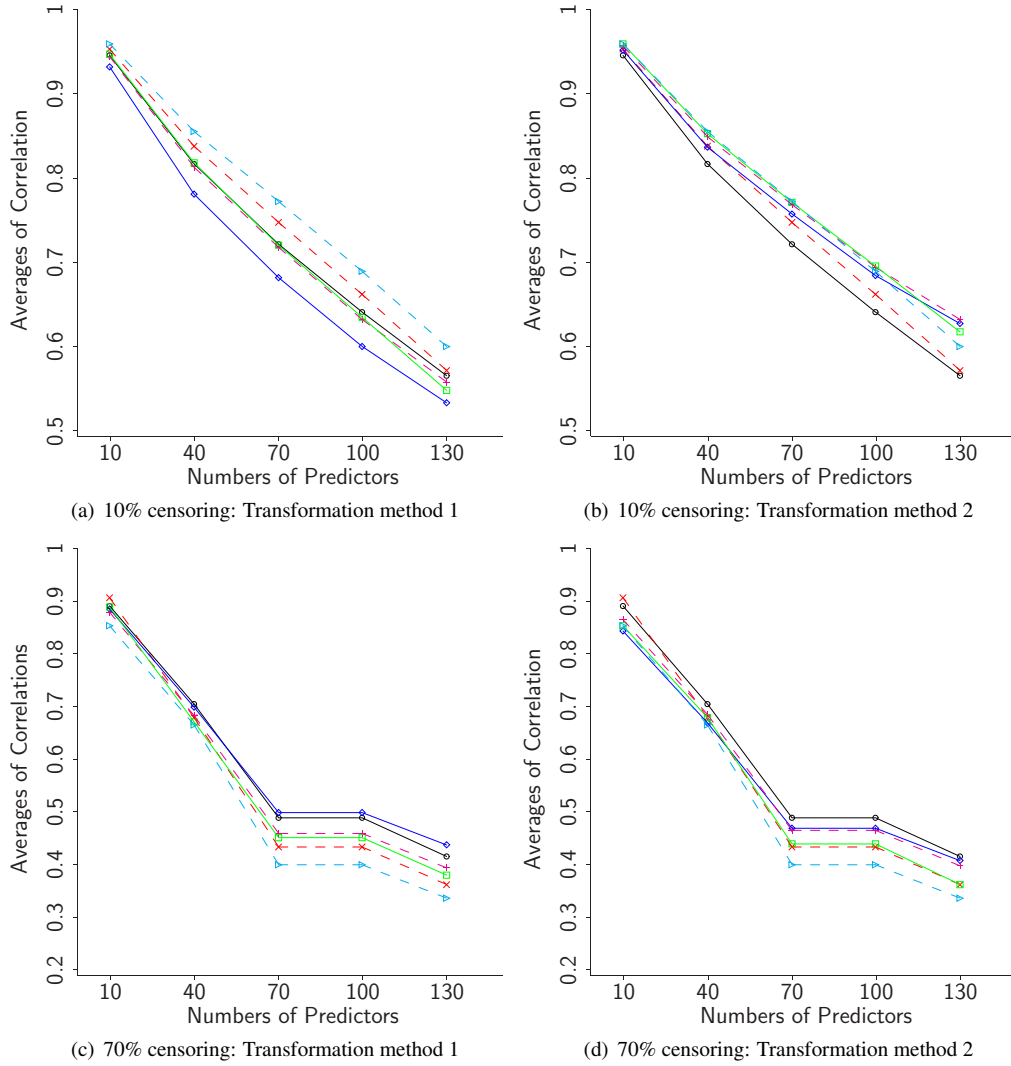 1
0.9
0.8
0.7
0.6
0.5
Averages of Correlation
10 40 70 100 130
Numbers of Predictors
(a) 10% censoring: Transformation method 1
1
0.9
0.8
0.7
0.6
0.5
Averages of Correlation
10 40 70 100 130
Numbers of Predictors
(b) 10% censoring: Transformation method 2
1
0.9
0.8
0.7
0.6
0.5
0.4
0.3
0.2
Averages of Correlations
10 40 70 100 130
Numbers of Predictors
(c) 70% censoring: Transformation method 1
1
0.9
0.8
0.7
0.6
0.5
0.4
0.3
0.2
Averages of Correlation
10 40 70 100 130
Numbers of Predictors
(d) 70% censoring: Transformation method 2